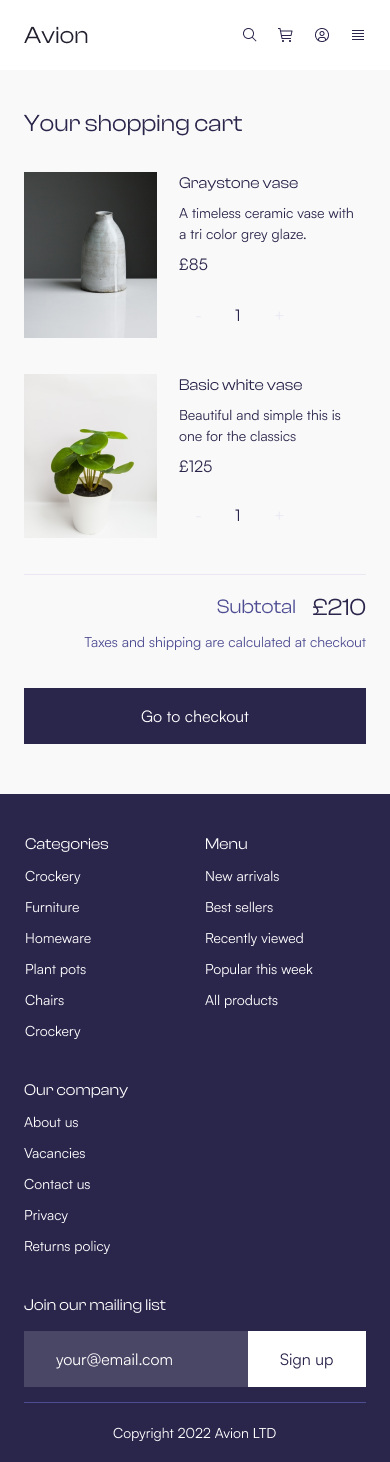 Avion
Your shopping cart
Graystone vase
A timeless ceramic vase with
a tri color grey glaze.
£85
- 1 +
Basic white vase
Beautiful and simple this is
one for the classics
£125
- 1 +
Subtotal £210
Taxes and shipping are calculated at checkout
Go to checkout
Categories
Crockery
Furniture
Homeware
Plant pots
Chairs
Crockery
Menu
New arrivals
Best sellers
Recently viewed
Popular this week
All products
Our company
About us
Vacancies
Contact us
Privacy
Returns policy
Join our mailing list
your@email.com
Sign up
Copyright 2022 Avion LTD